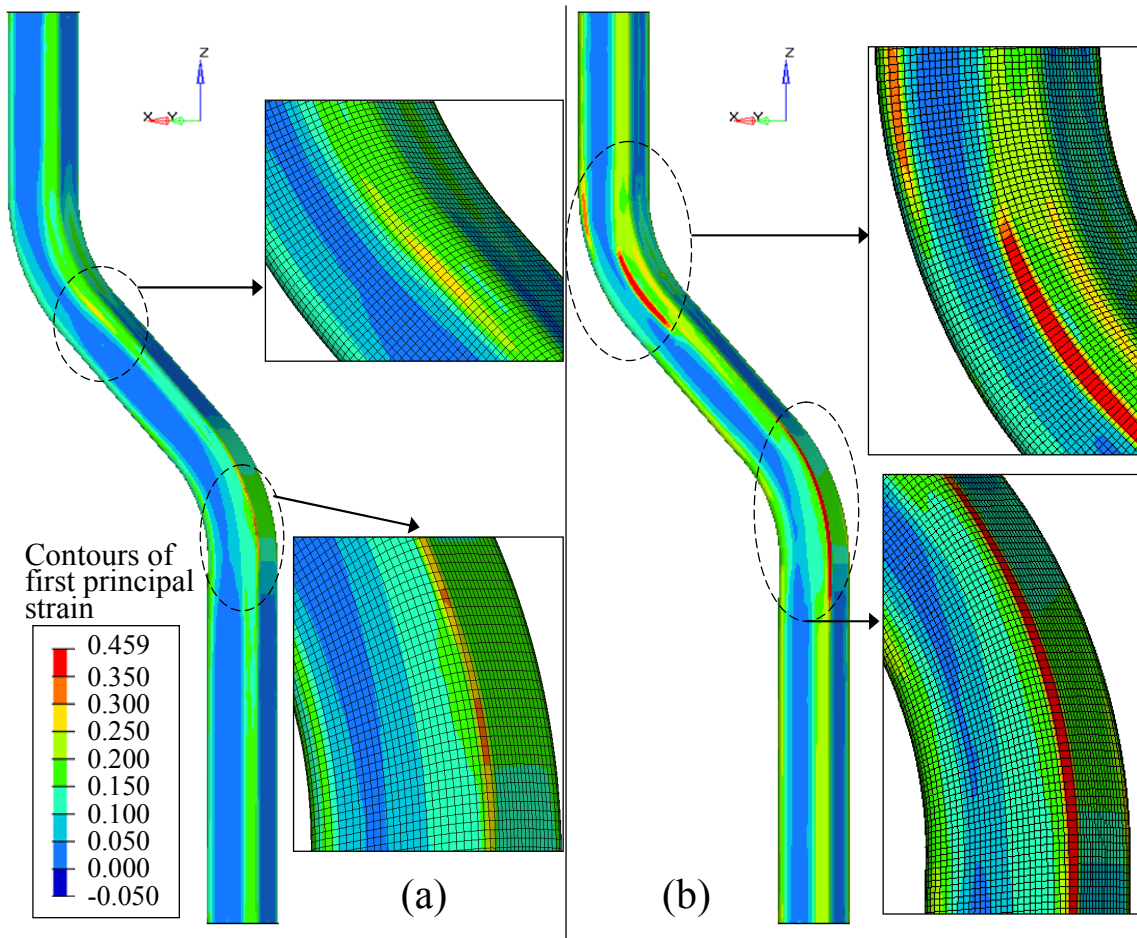 Z
X
Y
Z
X
Y
Contours of
first principal
strain
0.459
0.350
0.300
0.250
0.200
0.150
0.100
0.050
0.000
-0.050
(a)
(b)